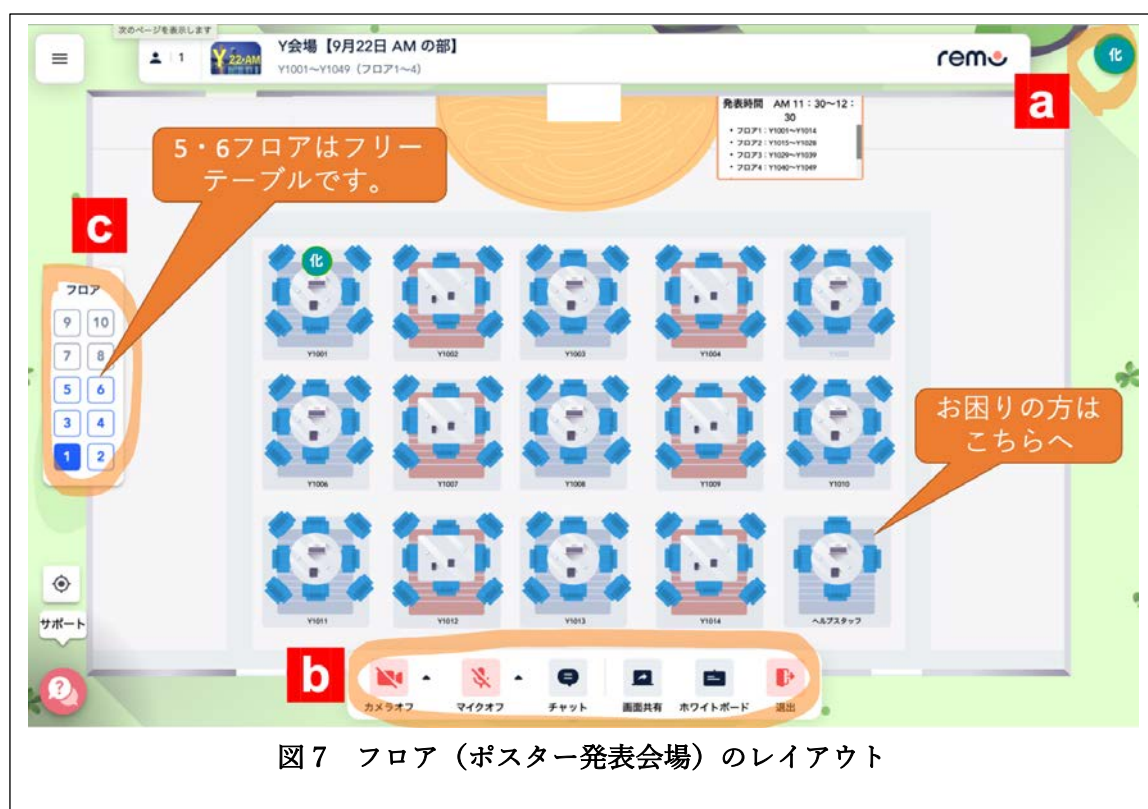 次のページを表示します
1
Y 22·AM
Y会場【9月22日 AM の部】
Y1001～Y1049（フロア1～4）
remo
化
a
発表時間 AM 11：30～12：
30
• フロア1：Y1001～Y1014
• フロア2：Y1015～Y1028
• フロア3：Y1029～Y1039
• フロア4：Y1040～Y1049
5・6フロアはフリー
テーブルです。
c
フロア
9 10
7 8
5 6
3 4
1 2
化
Y1001 Y1002 Y1003 Y1004
お困りの方は
こちらへ
Y1006 Y1007 Y1008 Y1009 Y1010
Y1011 Y1012 Y1013 Y1014 ヘルプスタッフ
サポート
?
b
カメラオフ マイクオフ チャット 画面共有 ホワイトボード 退出
図７ フロア（ポスター発表会場）のレイアウト